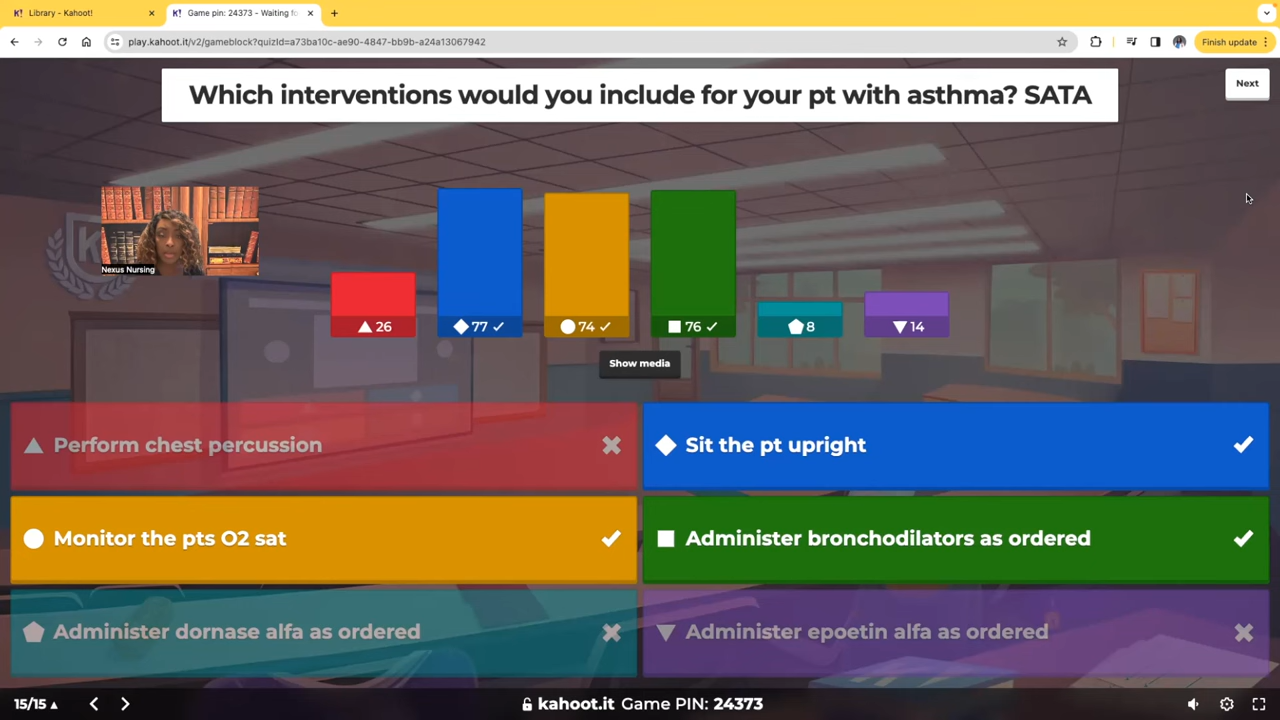 Library - Kahoot!
Game pin: 24373 - Waiting fo
play.kahoot.it/v2/gameblock?quizId=a73ba10c-ae90-4847-bb9b-a24a13067942
Finish update
Which interventions would you include for your pt with asthma? SATA
Next
Nexus Nursing
26
77
74
76
8
14
Show media
Perform chest percussion
Sit the pt upright
Monitor the pts O2 sat
Administer bronchodilators as ordered
Administer dornase alfa as ordered
Administer epoetin alfa as ordered
15/15
kahoot.it Game PIN: 24373